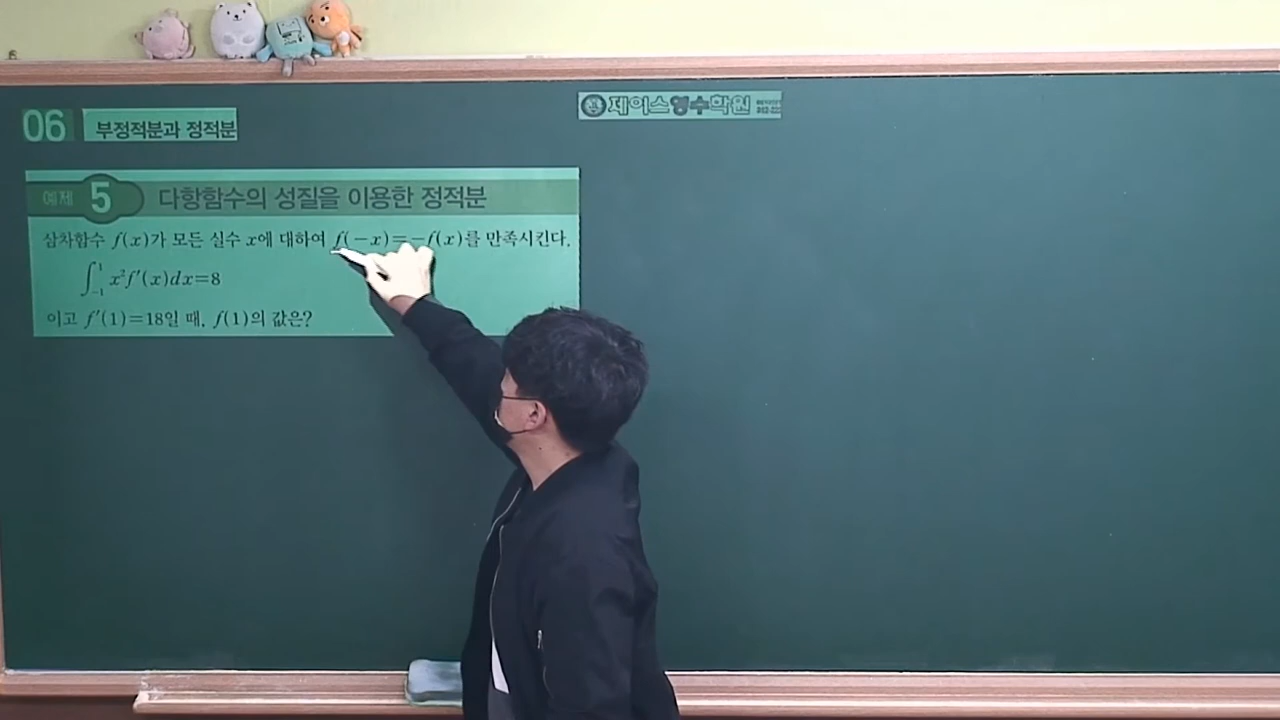 06 부정적분과 정적분
제이스영수학원
예제 5 다항함수의 성질을 이용한 정적분
삼차함수 f(x)가 모든 실수 x에 대하여 f(−x)=−f(x)를 만족시킨다.
∫₋₁¹ x²f′(x)dx=8
이고 f′(1)=18일 때, f(1)의 값은?